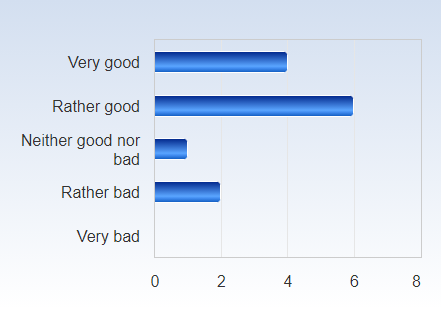 Very good
Rather good
Neither good nor
bad
Rather bad
Very bad
0 2 4 6 8